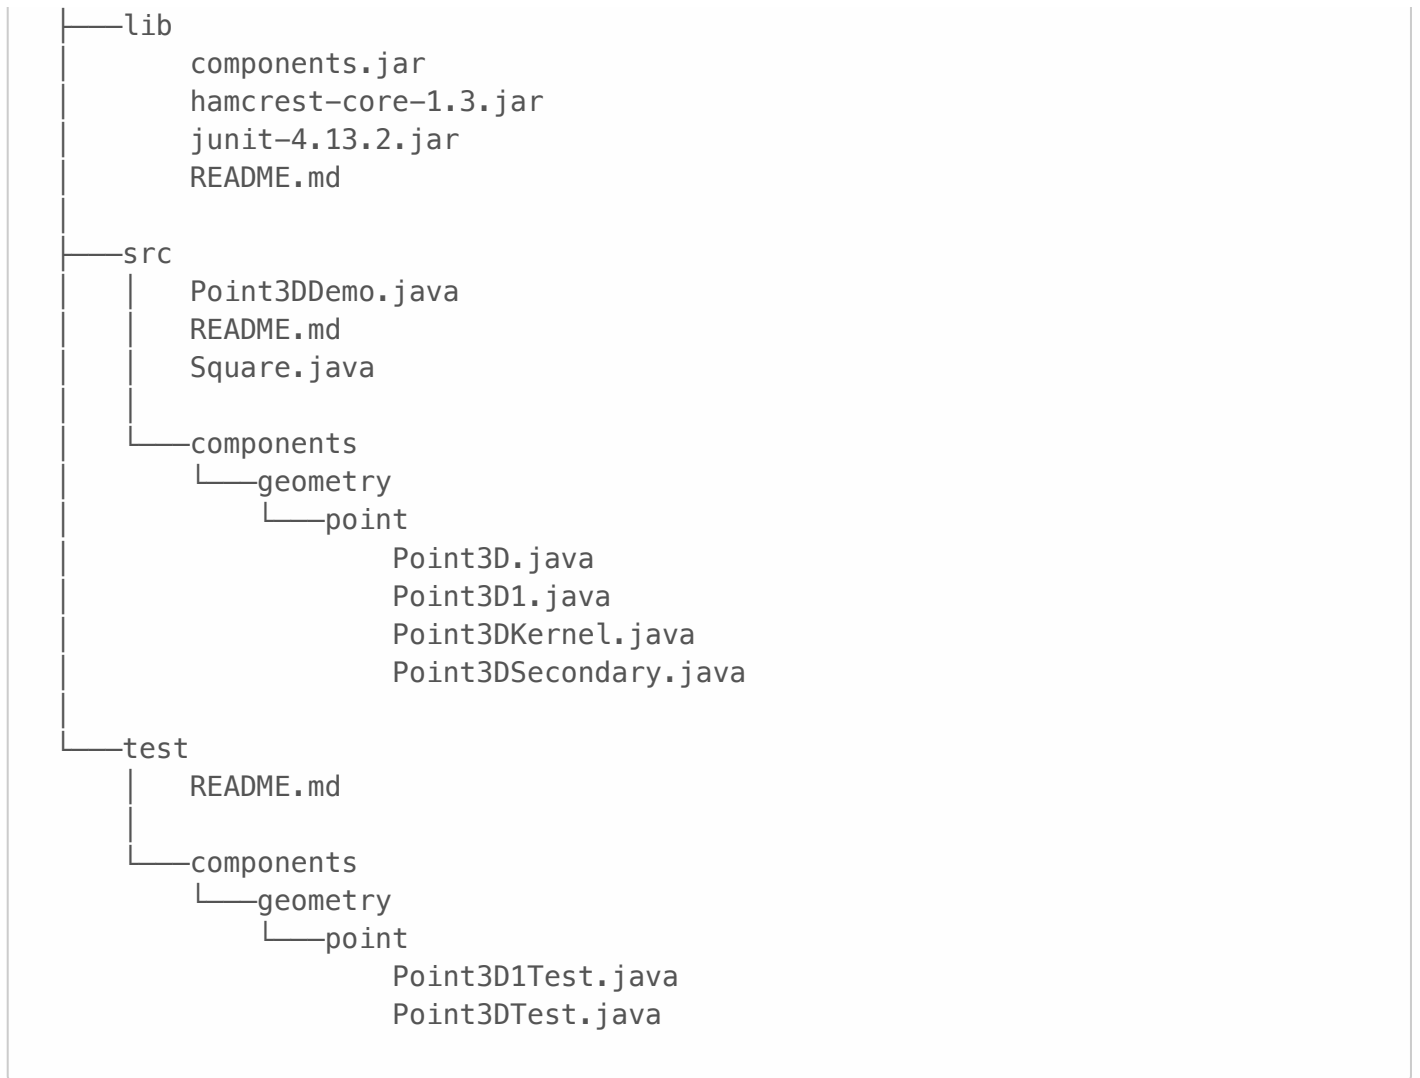 ├───lib
│       components.jar
│       hamcrest-core-1.3.jar
│       junit-4.13.2.jar
│       README.md
│
├───src
│   │   Point3DDemo.java
│   │   README.md
│   │   Square.java
│   │
│   └───components
│       └───geometry
│           └───point
│                   Point3D.java
│                   Point3D1.java
│                   Point3DKernel.java
│                   Point3DSecondary.java
│
└───test
    │   README.md
    │
    └───components
        └───geometry
            └───point
                    Point3D1Test.java
                    Point3DTest.java